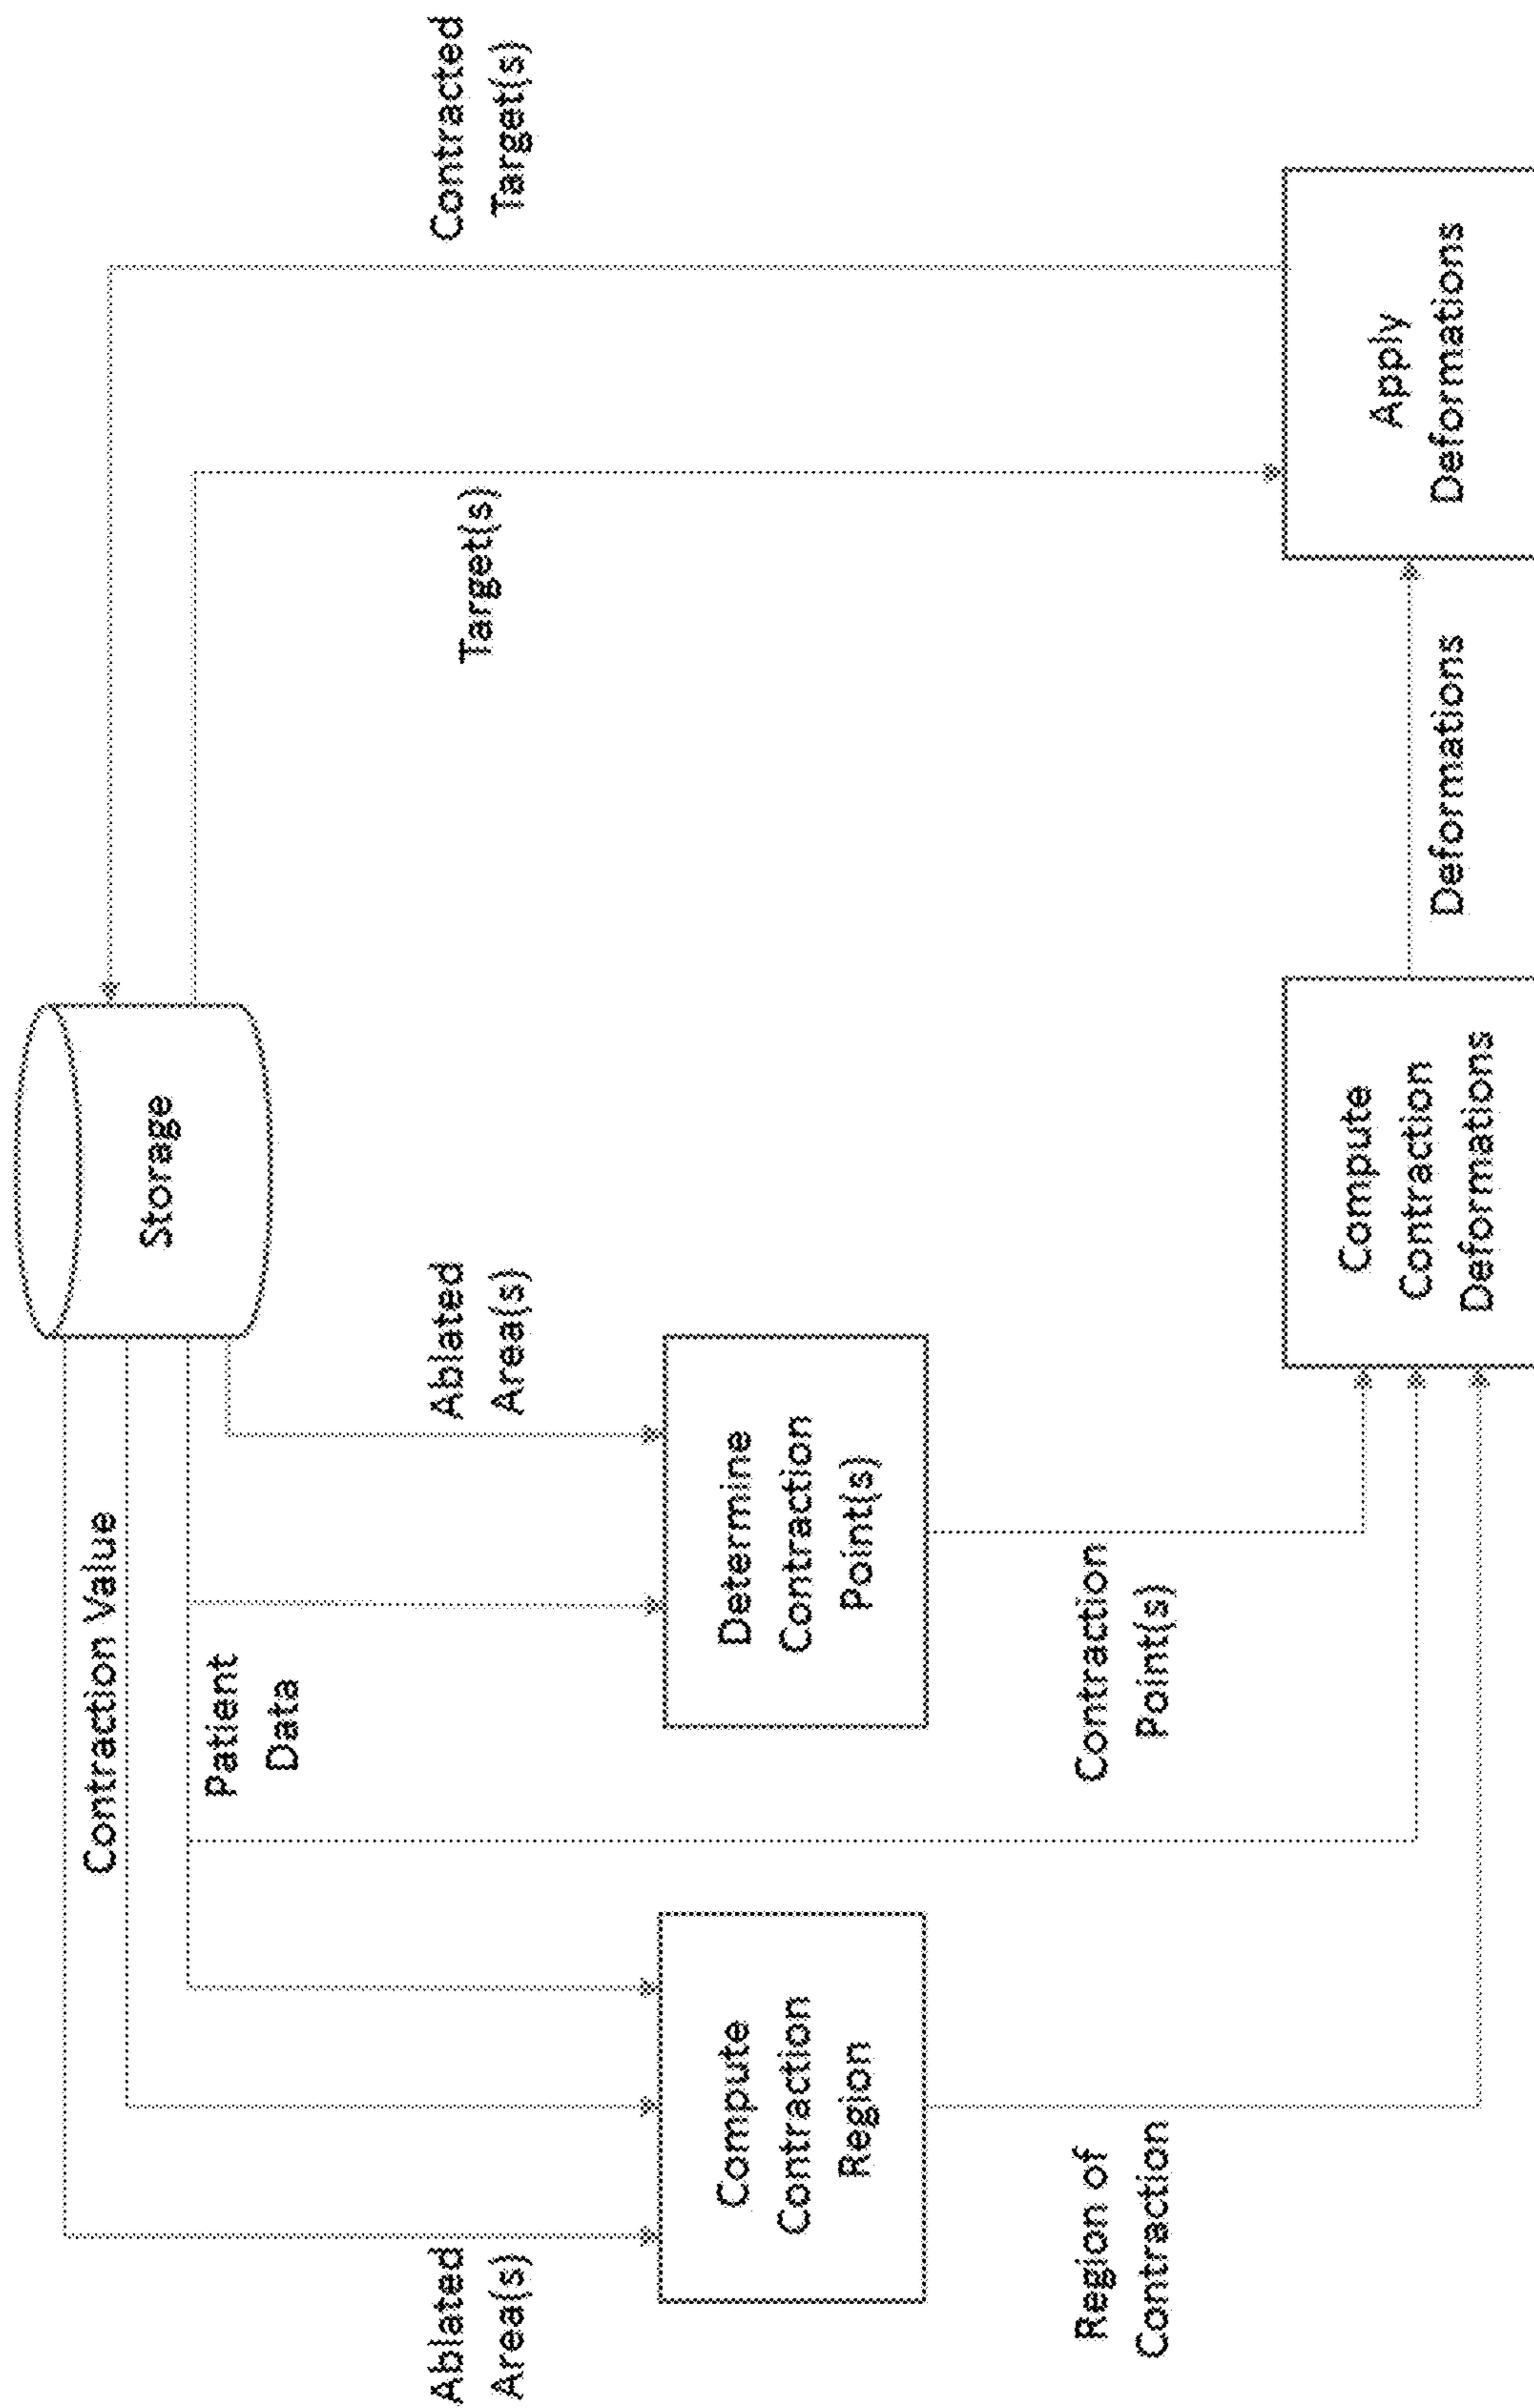 Storage
Contraction Value
Patient
Data
Ablated
Area(s)
Ablated
Area(s)
Target(s)
Contracted
Target(s)
Compute
Contraction
Region
Determine
Contraction
Point(s)
Region of
Contraction
Contraction
Point(s)
Compute
Contraction
Deformations
Deformations
Apply
Deformations